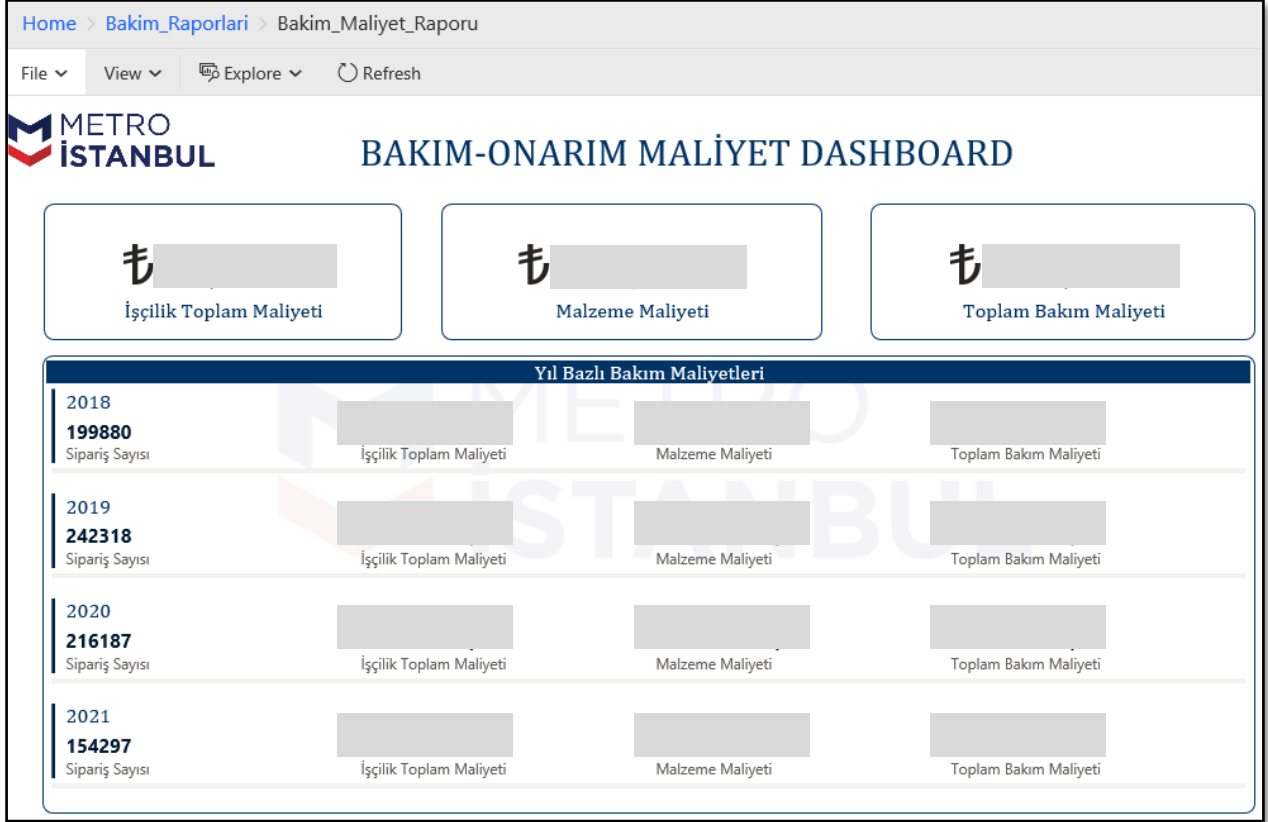 Home > Bakim_Raporlari > Bakim_Maliyet_Raporu
File View Explore Refresh
METRO
İSTANBUL
BAKIM-ONARIM MALİYET DASHBOARD
₺ ₺ ₺
İşçilik Toplam Maliyeti Malzeme Maliyeti Toplam Bakım Maliyeti
Yıl Bazlı Bakım Maliyetleri
METRO
İSTANBUL
2018
199880
Sipariş Sayısı İşçilik Toplam Maliyeti Malzeme Maliyeti Toplam Bakım Maliyeti
2019
242318
Sipariş Sayısı İşçilik Toplam Maliyeti Malzeme Maliyeti Toplam Bakım Maliyeti
2020
216187
Sipariş Sayısı İşçilik Toplam Maliyeti Malzeme Maliyeti Toplam Bakım Maliyeti
2021
154297
Sipariş Sayısı İşçilik Toplam Maliyeti Malzeme Maliyeti Toplam Bakım Maliyeti